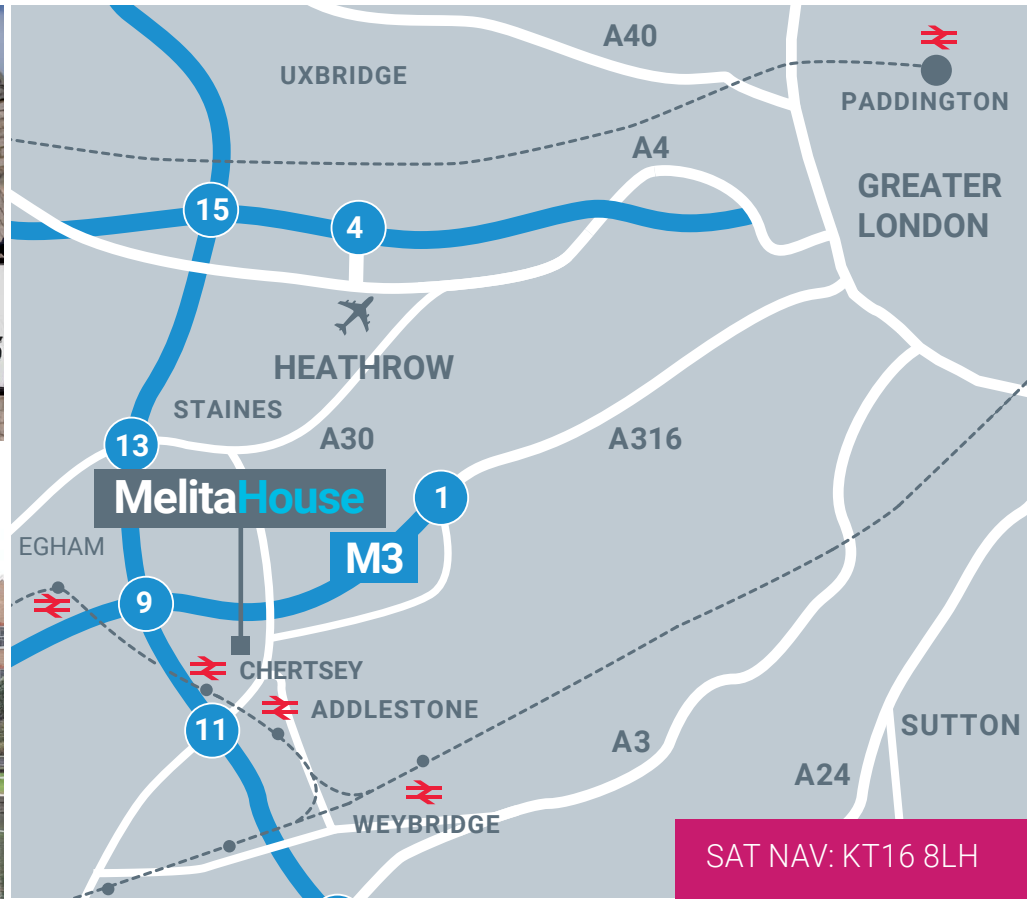 A40
UXBRIDGE
PADDINGTON
A4
GREATER
LONDON
15
4
HEATHROW
STAINES
A30
A316
13
MelitaHouse
1
EGHAM
M3
9
CHERTSEY
ADDLESTONE
11
SUTTON
A3
A24
WEYBRIDGE
SAT NAV: KT16 8LH